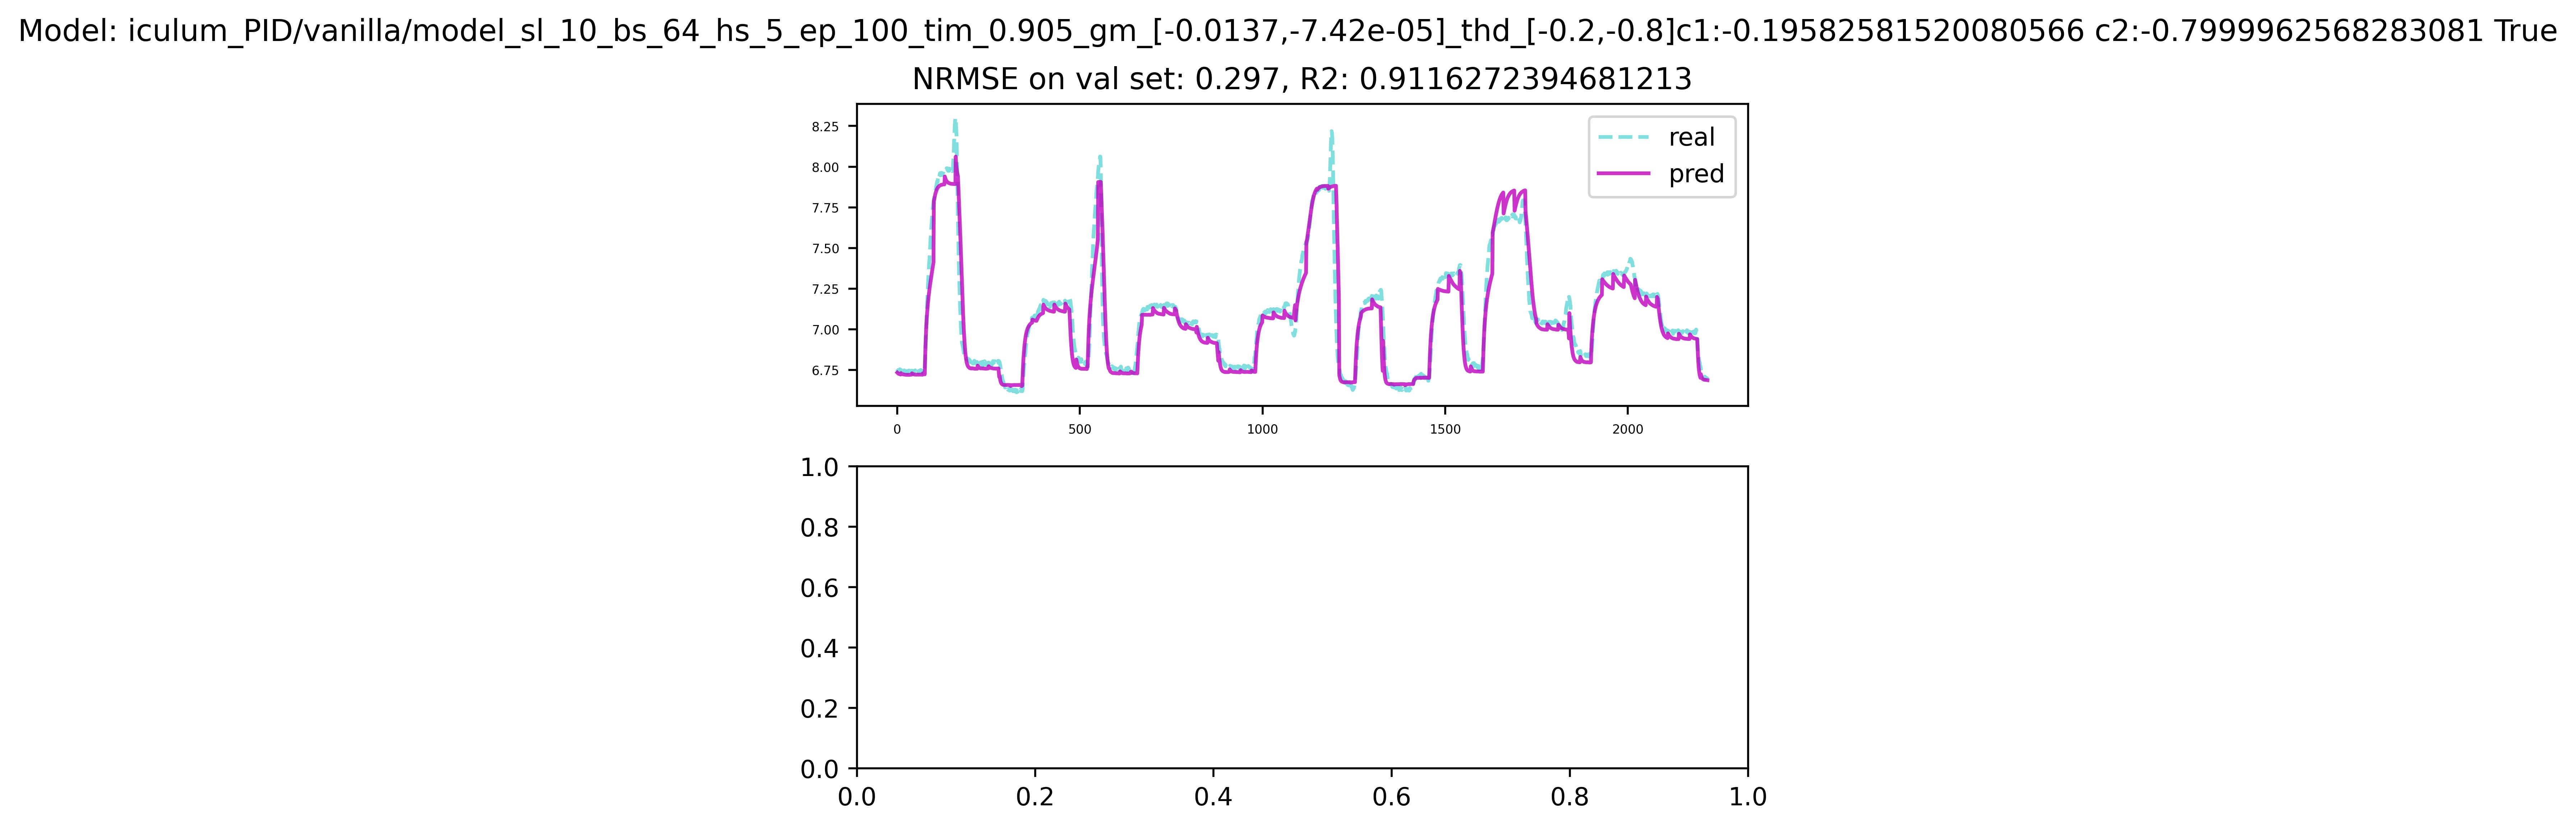 Model: iculum_PID/vanilla/model_sl_10_bs_64_hs_5_ep_100_tim_0.905_gm_[-0.0137,-7.42e-05]_thd_[-0.2,-0.8]c1:-0.19582581520080566 c2:-0.7999962568283081 True
NRMSE on val set: 0.297, R2: 0.9116272394681213
8.25
8.00
7.75
7.50
7.25
7.00
6.75
real
pred
0 500 1000 1500 2000
1.0
0.8
0.6
0.4
0.2
0.0
0.0 0.2 0.4 0.6 0.8 1.0